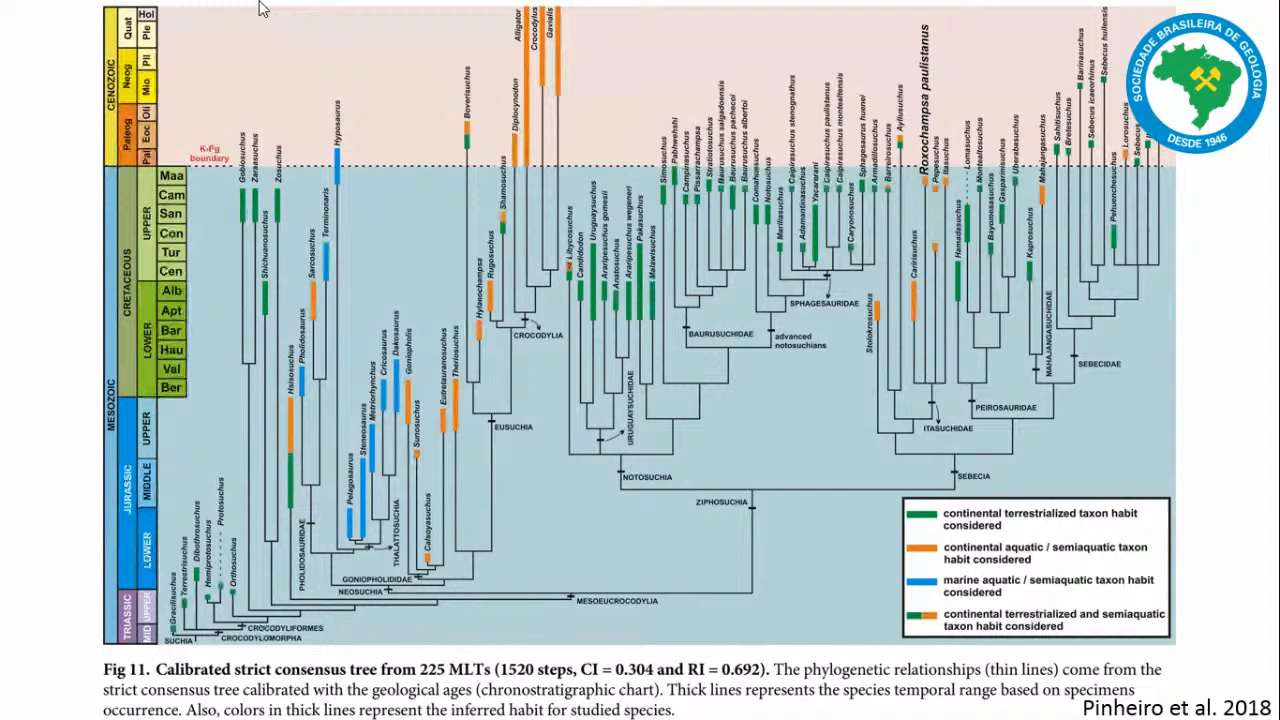 SOCIEDADE BRASILEIRA DE GEOLOGIA
DESDE 1946
CENOZOIC
Quat
Neog
Paleog
Hol
Ple
Pli
Mio
Oli
Eoc
Pal
K-Pg
boundary
MESOZOIC
CRETACEOUS
UPPER
LOWER
Maa
Cam
San
Con
Tur
Cen
Alb
Apt
Bar
Hau
Val
Ber
JURASSIC
UPPER
MIDDLE
LOWER
TRIASSIC
UPPER
MID
Gracilisuchus
Terrestrisuchus
Dibothrosuchus
Hemiprotosuchus
Protosuchus
Orthosuchus
Gobiosuchus
Zaraasuchus
Shichuanosuchus
Zosuchus
Hsisosuchus
Pholidosaurus
Sarcosuchus
Terminonaris
Hyposaurus
Pelagosaurus
Steneosaurus
Metriorhynchus
Cricosaurus
Dakosaurus
Goniopholis
Sunosuchus
Calsoyasuchus
Eutretauranosuchus
Theriosuchus
Boverisuchus
Hylaeochampsa
Rugosuchus
Shamosuchus
Diplocynodon
Alligator
Crocodylus
Gavialis
Libycosuchus
Candidodon
Uruguaysuchus
Araripesuchus gomesii
Anatosuchus
Araripesuchus wegeneri
Pakasuchus
Malawisuchus
Simosuchus
Pabhwehshi
Campinasuchus
Pissarrachampsa
Stratiotosuchus
Baurusuchus salgadoensis
Baurusuchus pachecoi
Baurusuchus albertoi
Comahuesuchus
Notosuchus
Mariliasuchus
Caipirasuchus stenognathus
Adamantinasuchus
Yacarerani
Caipirasuchus paulistanus
Caipirasuchus montealtensis
Caryonosuchus
Sphagesaurus huenei
Armadillosuchus
Stolokrosuchus
Barreirosuchus
Ayllusuchus
Caririsuchus
Roxochampsa paulistanus
Pepesuchus
Itasuchus
Hamadasuchus
Lomasuchus
Montealtosuchus
Bayomesasuchus
Gasparinisuchus
Uberabasuchus
Kaprosuchus
Mahajangasuchus
Sahitisuchus
Bretesuchus
Barinasuchus
Sebecus icaeorhinus
Sebecus huilensis
Pehuenchesuchus
Lorosuchus
Sebecus
SUCHIA
CROCODYLOMORPHA
CROCODYLIFORMES
MESOEUCROCODYLIA
NEOSUCHIA
GONIOPHOLIDIDAE
PHOLIDOSAURIDAE
THALATTOSUCHIA
EUSUCHIA
CROCODYLIA
ZIPHOSUCHIA
NOTOSUCHIA
URUGUAYSUCHIDAE
BAURUSUCHIDAE
advanced
notosuchians
SPHAGESAURIDAE
SEBECIA
ITASUCHIDAE
PEIROSAURIDAE
MAHAJANGASUCHIDAE
SEBECIDAE
continental terrestrialized taxon habit
considered
continental aquatic / semiaquatic taxon
habit considered
marine aquatic / semiaquatic taxon habit
considered
continental terrestrialized and semiaquatic
taxon habit considered
Fig 11. Calibrated strict consensus tree from 225 MLTs (1520 steps, CI = 0.304 and RI = 0.692). The phylogenetic relationships (thin lines) come from the
strict consensus tree calibrated with the geological ages (chronostratigraphic chart). Thick lines represents the species temporal range based on specimens
occurrence. Also, colors in thick lines represent the inferred habit for studied species.
Pinheiro et al. 2018